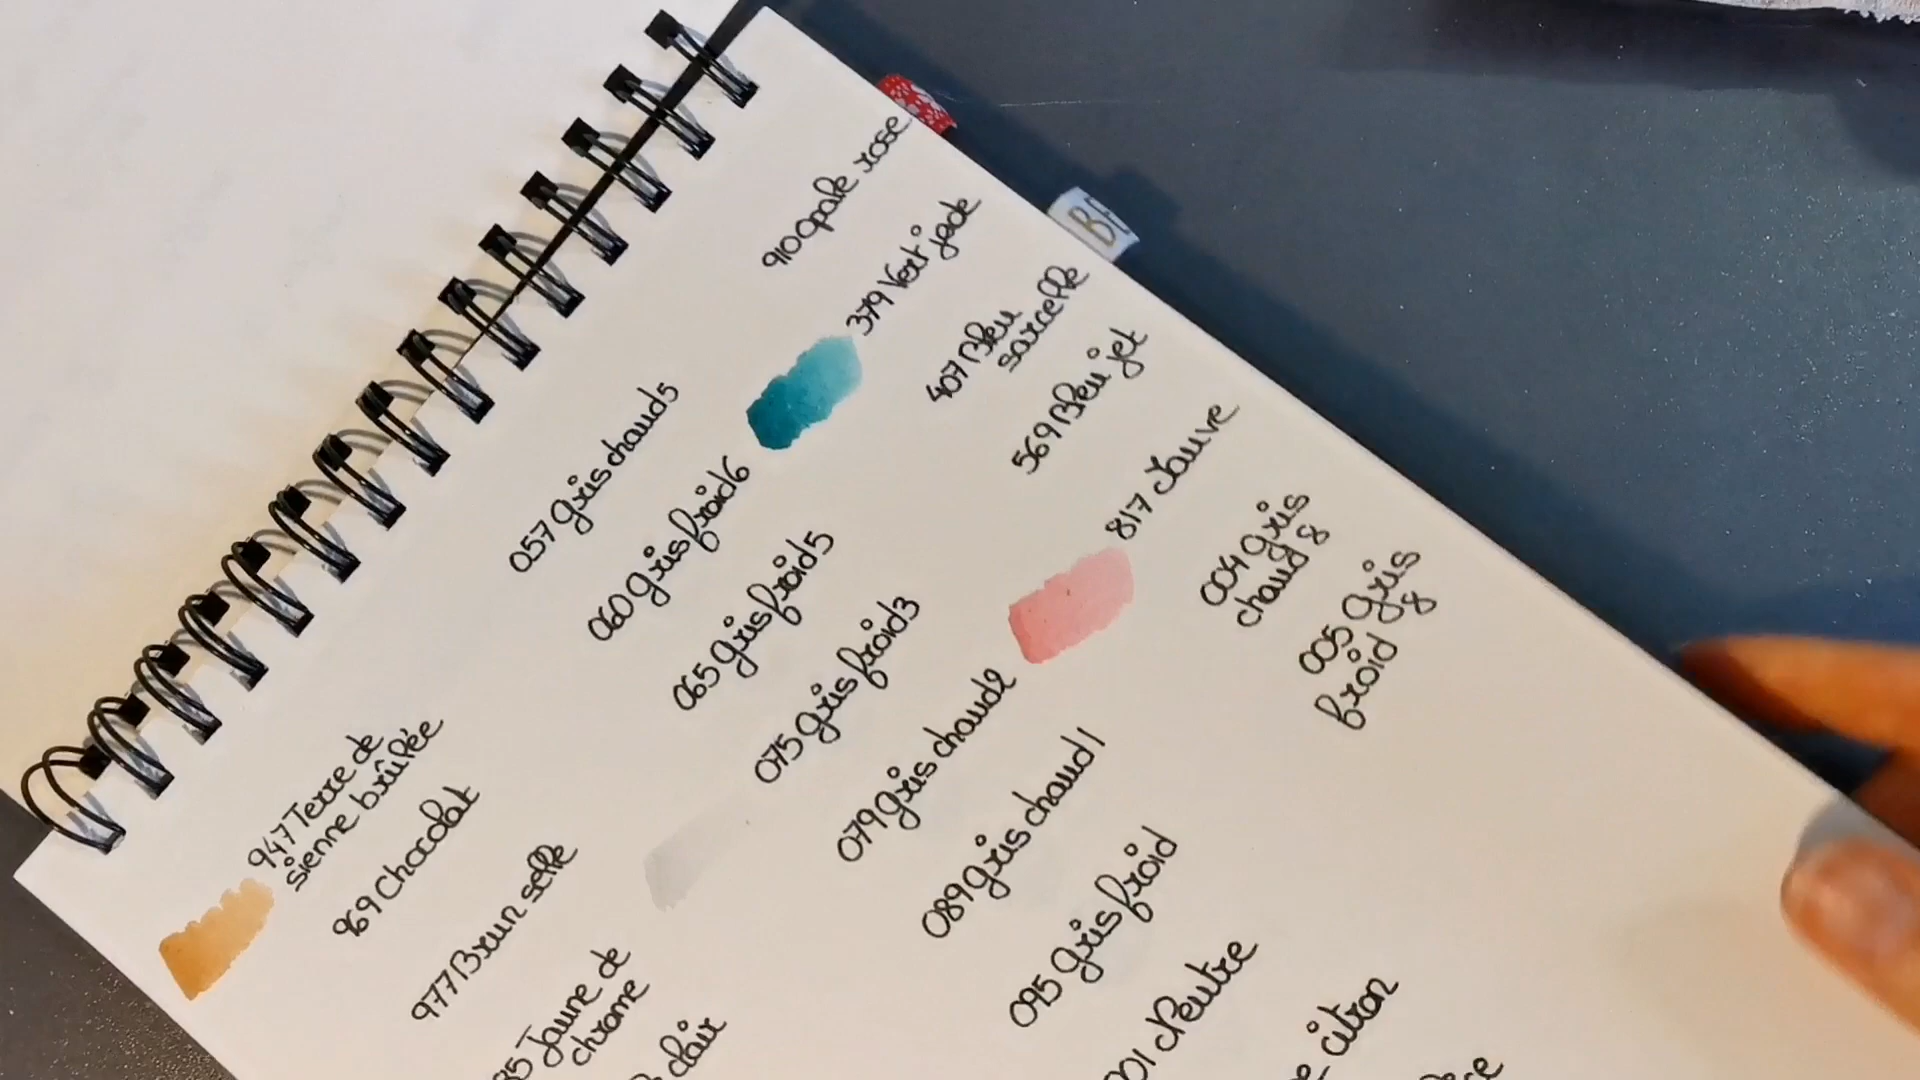 910 Opale rose
379 Vert jade
407 Bleu
sarcelle
569 Bleu jet
817 Mauve
004 Gris
chaud 8
005 Gris
froid 8
057 Gris chaud 5
060 Gris froid 6
065 Gris froid 5
075 Gris froid 3
079 Gris chaud 2
089 Gris chaud 1
095 Gris froid
001 Neutre
citron
947 Terre de
sienne brûlée
969 Chocolat
977 Brun selle
85 Jaune de
chrome
clair
BF